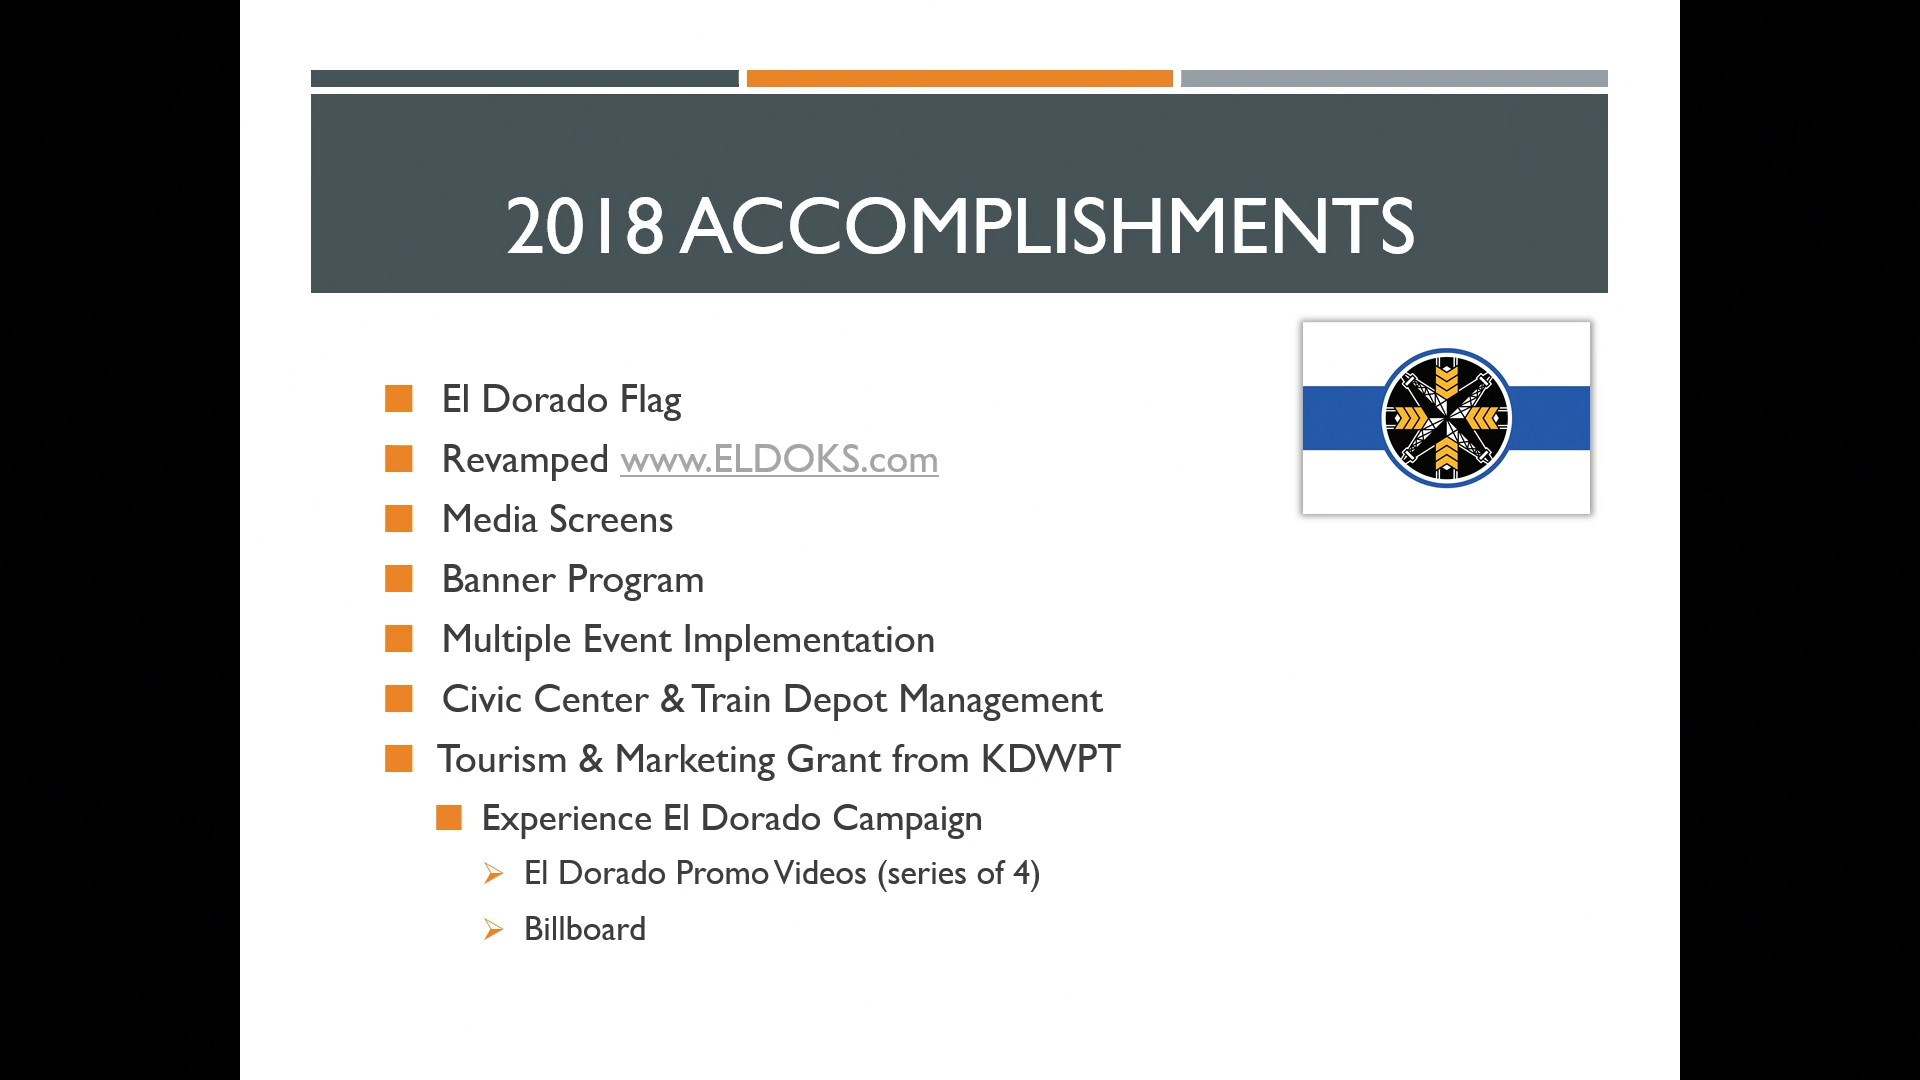 2018 ACCOMPLISHMENTS
El Dorado Flag
Revamped www.ELDOKS.com
Media Screens
Banner Program
Multiple Event Implementation
Civic Center & Train Depot Management
Tourism & Marketing Grant from KDWPT
Experience El Dorado Campaign
El Dorado Promo Videos (series of 4)
Billboard